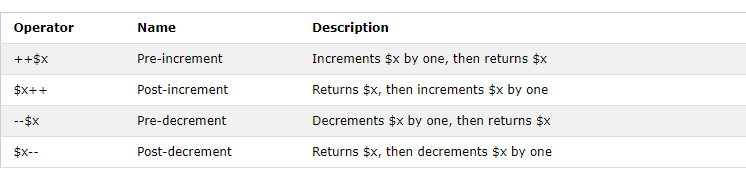 Operator Name Description
++$x Pre-increment Increments $x by one, then returns $x
$x++ Post-increment Returns $x, then increments $x by one
--$x Pre-decrement Decrements $x by one, then returns $x
$x-- Post-decrement Returns $x, then decrements $x by one